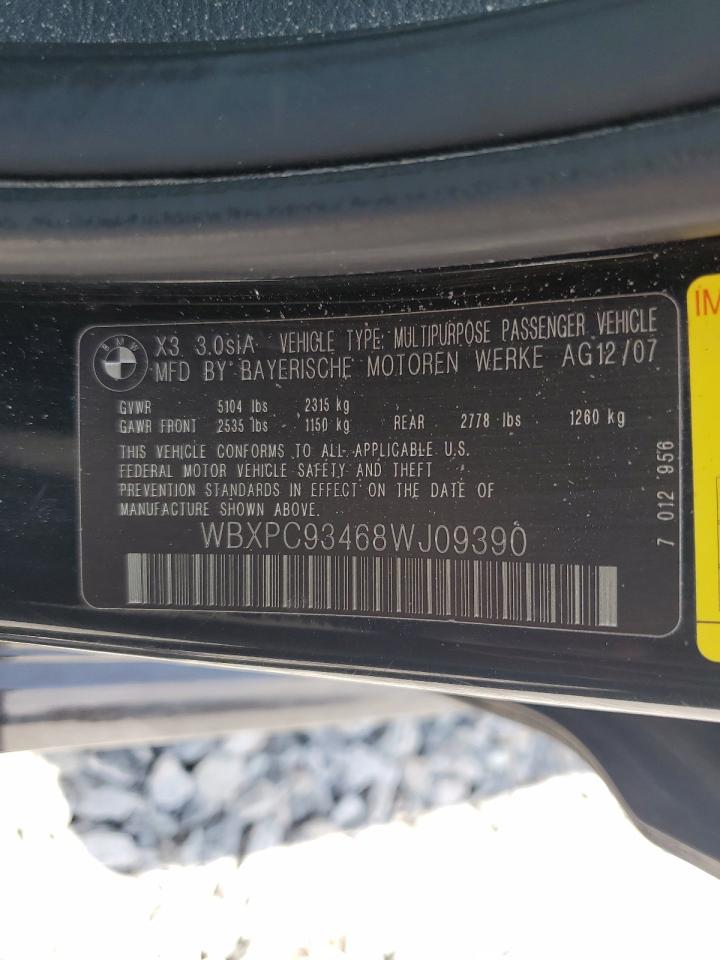 BMW X3 3.0siA VEHICLE TYPE: MULTIPURPOSE PASSENGER VEHICLE
MFD BY BAYERISCHE MOTOREN WERKE AG12/07
GVWR 5104 lbs 2315 kg
GAWR FRONT 2535 lbs 1150 kg REAR 2778 lbs 1260 kg
THIS VEHICLE CONFORMS TO ALL APPLICABLE U.S.
FEDERAL MOTOR VEHICLE SAFETY AND THEFT
PREVENTION STANDARDS IN EFFECT ON THE DATE OF
MANUFACTURE SHOWN ABOVE.
WBXPC93468WJ09390
7 012 956